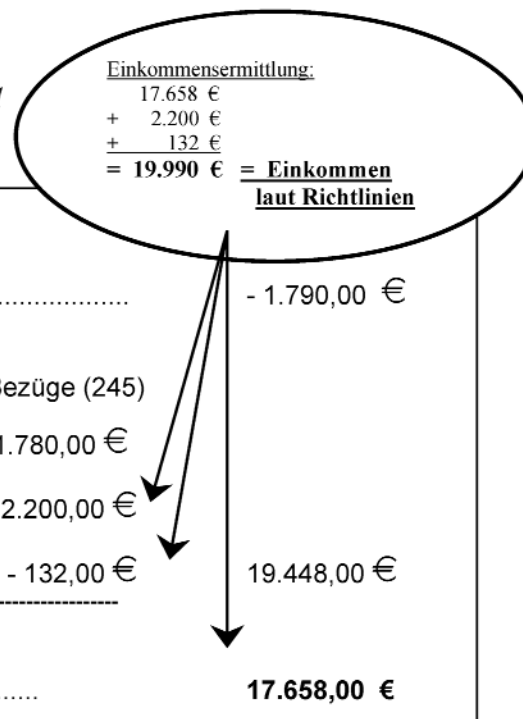 Einkommensermittlung:
17.658 €
+ 2.200 €
+ 132 €
= 19.990 € = Einkommen
laut Richtlinien
................... - 1.790,00 €
Bezüge (245)
1.780,00 €
2.200,00 €
- 132,00 € 19.448,00 €
--------------------
...... 17.658,00 €